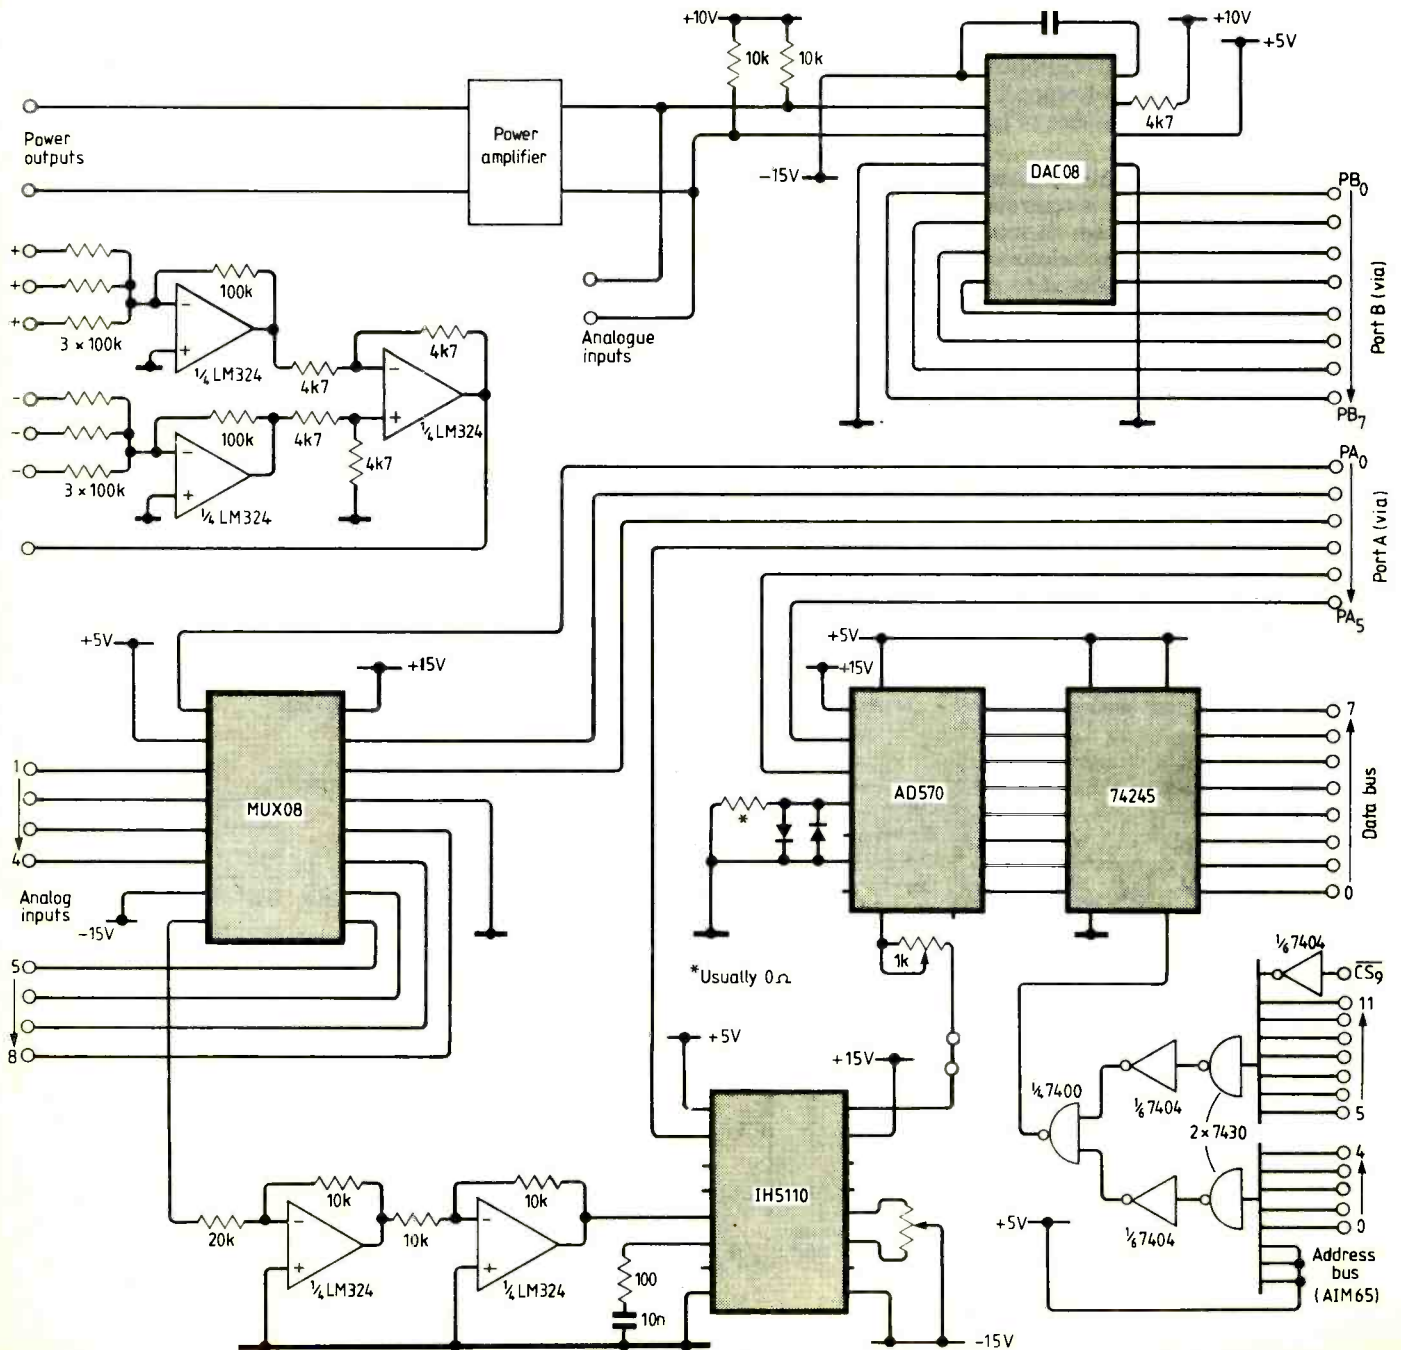 +10V
+10V
+5V
10k
10k
4k7
Power outputs
Power amplifier
-15V
DAC08
PB0
Port B (via)
PB7
+
+
+
100k
3 × 100k
¼ LM324
4k7
4k7
¼ LM324
Analogue inputs
-
-
-
100k
3 × 100k
¼ LM324
4k7
4k7
PA0
Port A (via)
PA5
+5V
+15V
+5V
+15V
MUX08
1
4
Analog inputs
-15V
5
8
AD570
74245
7
Data bus
0
*
*Usually 0Ω
1k
⅙ 7404
CS9
11
5
+5V
+15V
¼ 7400
⅙ 7404
2 × 7430
4
0
⅙ 7404
+5V
Address bus (AIM65)
IH5110
10k
20k
10k
10k
¼ LM324
¼ LM324
100
10n
-15V